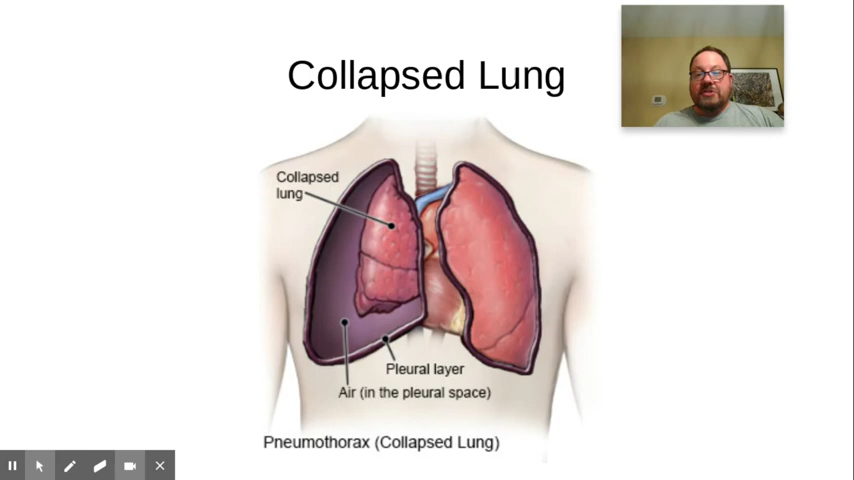 Collapsed Lung
Collapsed
lung
Pleural layer
Air (in the pleural space)
Pneumothorax (Collapsed Lung)